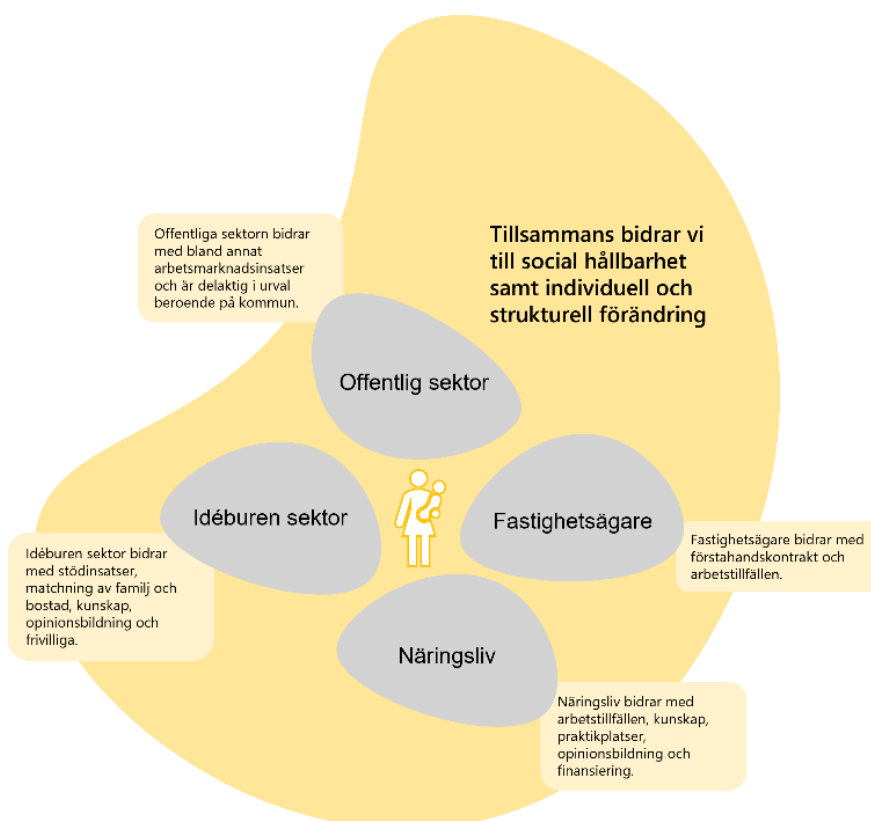 Offentliga sektorn bidrar
med bland annat
arbetsmarknadsinsatser
och är delaktig i urval
beroende på kommun.
Tillsammans bidrar vi
till social hållbarhet
samt individuell och
strukturell förändring
Offentlig sektor
Idéburen sektor
Fastighetsägare
Idéburen sektor bidrar
med stödinsatser,
matchning av familj och
bostad, kunskap,
opinionsbildning och
frivilliga.
Fastighetsägare bidrar med
förstahandskontrakt och
arbetstillfällen.
Näringsliv
Näringsliv bidrar med
arbetstillfällen, kunskap,
praktikplatser,
opinionsbildning och
finansiering.